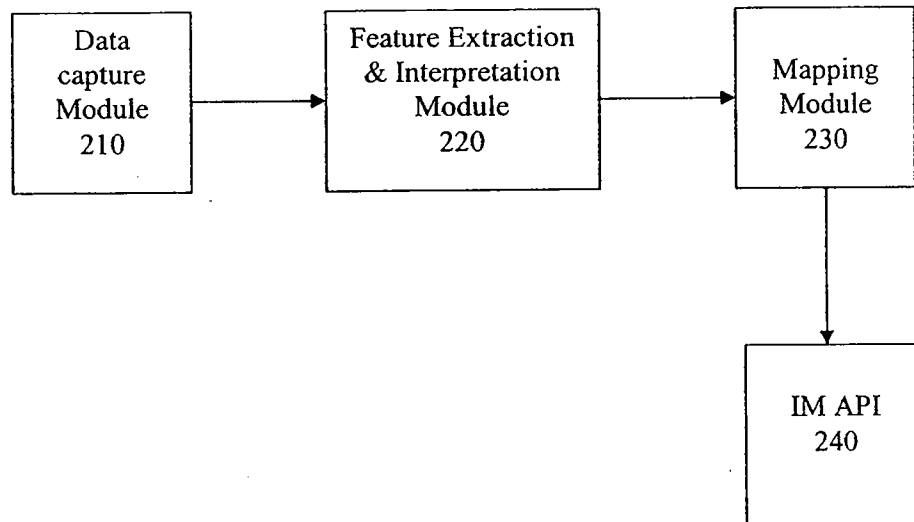 Data
capture
Module
210
Feature Extraction
& Interpretation
Module
220
Mapping
Module
230
IM API
240